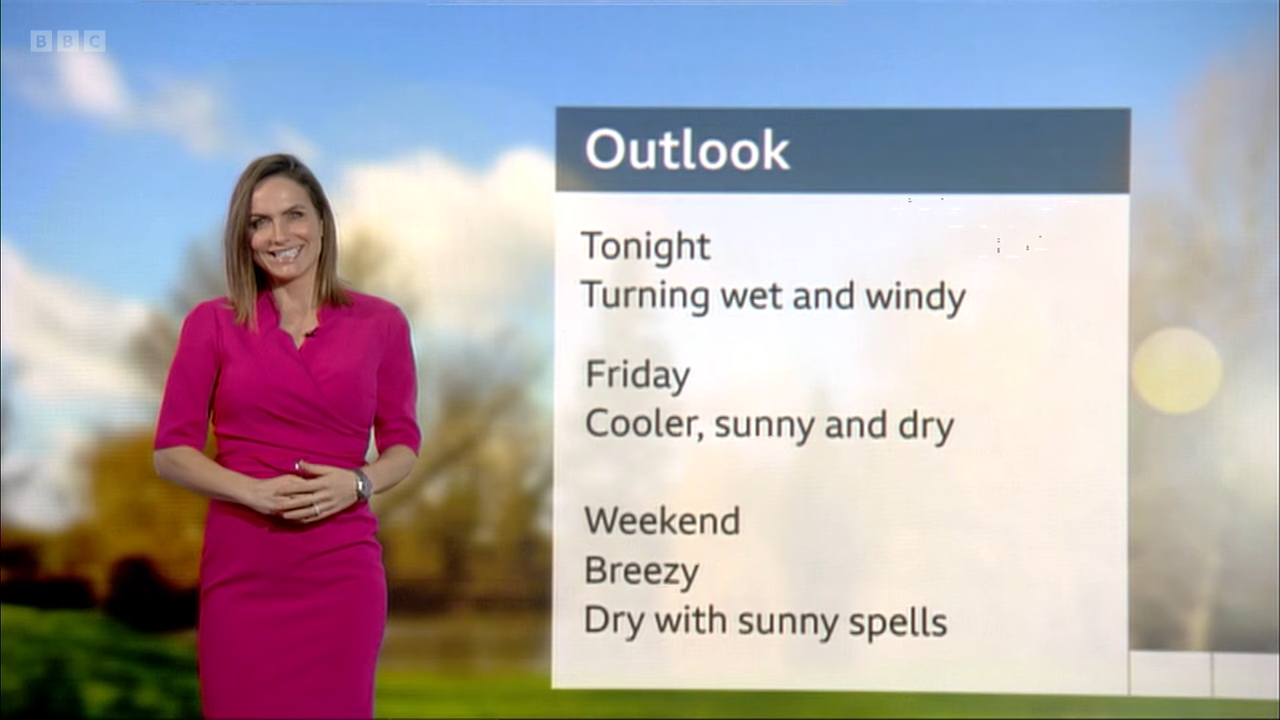 BBC
Outlook
Tonight
Turning wet and windy
Friday
Cooler, sunny and dry
Weekend
Breezy
Dry with sunny spells